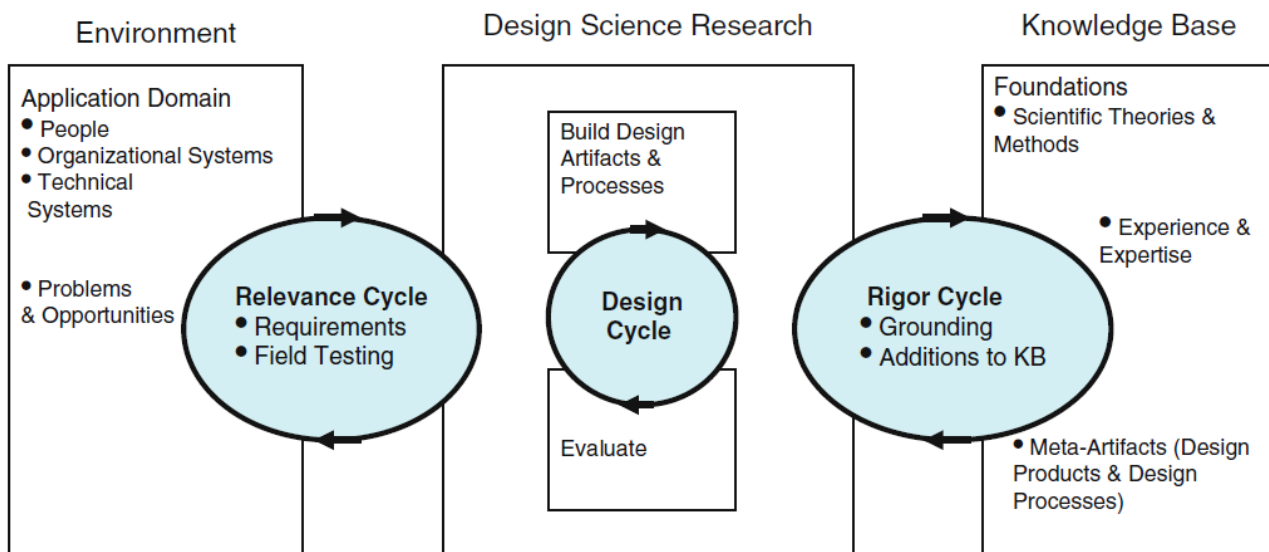 Environment
Design Science Research
Knowledge Base
Application Domain
● People
● Organizational Systems
● Technical
Systems
● Problems
& Opportunities
Relevance Cycle
● Requirements
● Field Testing
Build Design
Artifacts &
Processes
Design
Cycle
Evaluate
Rigor Cycle
● Grounding
● Additions to KB
Foundations
● Scientific Theories &
Methods
● Experience &
Expertise
● Meta-Artifacts (Design
Products & Design
Processes)